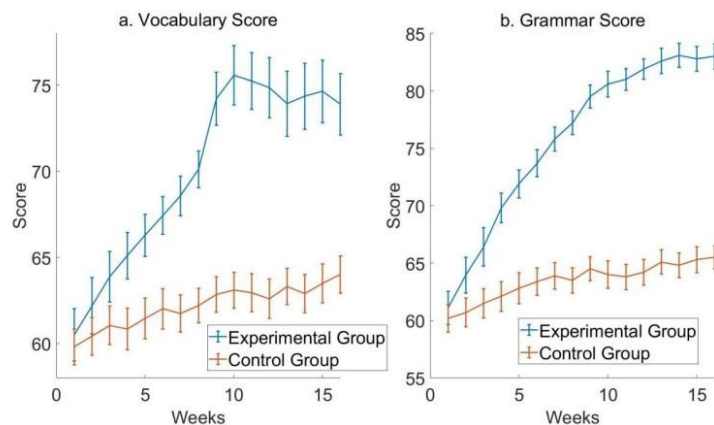 a. Vocabulary Score
75
70
65
60
Score
0 5 10 15
Weeks
Experimental Group
Control Group
b. Grammar Score
85
80
75
70
65
60
55
Score
0 5 10 15
Weeks
Experimental Group
Control Group